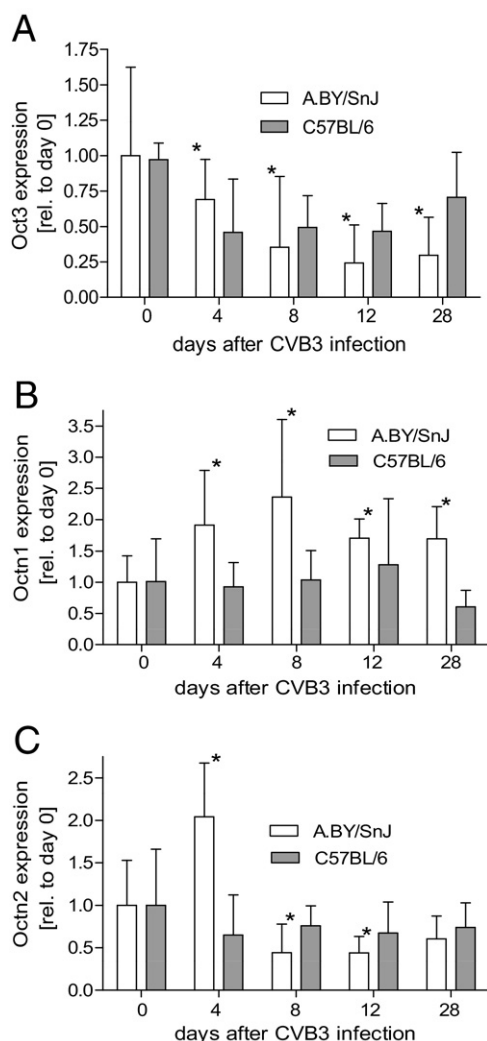 A
Oct3 expression
[rel. to day 0]
1.75
1.50
1.25
1.00
0.75
0.50
0.25
0.00
A.BY/SnJ
C57BL/6
* * * *
0 4 8 12 28
days after CVB3 infection
B
Octn1 expression
[rel. to day 0]
3.5
3.0
2.5
2.0
1.5
1.0
0.5
0.0
A.BY/SnJ
C57BL/6
* * * *
0 4 8 12 28
days after CVB3 infection
C
Octn2 expression
[rel. to day 0]
2.5
2.0
1.5
1.0
0.5
0.0
A.BY/SnJ
C57BL/6
* * *
0 4 8 12 28
days after CVB3 infection